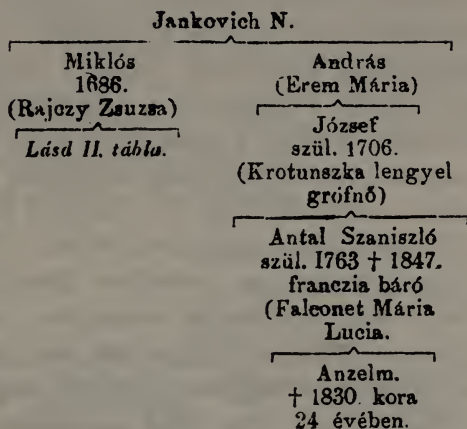 Jankovich N.
Miklós
1686.
(Rajczy Zsuzsa)
Lásd II. tábla.
András
(Erem Mária)
József
szül. 1706.
(Krotunszka lengyel
grófnő)
Antal Szaniszló
szül. 1763 † 1847.
franczia báró
(Falconet Mária
Lucia.
Anzelm.
† 1830. kora
24 évében.